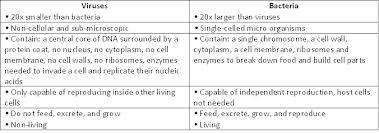 Viruses
20x smaller than bacteria
Non-cellular and sub-microscopic
Contain: a central core of DNA surrounded by a
protein coat, no nucleus, no cytoplasm, no cell
membrane, no cell walls, no ribosomes, enzymes
needed to invade a cell and replicate their nucleic
acids
Only capable of reproducing inside other living
cells
Do not feed, excrete, and grow
Non-living
Bacteria
20x larger than viruses
Single-celled micro organisms
Contain: a single chromosome, a cell wall,
cytoplasm, a cell membrane, ribosomes and
enzymes to break down food and build cell parts
Capable of independent reproduction, host cells
not needed
Feed, excrete, grow, and reproduce
Living